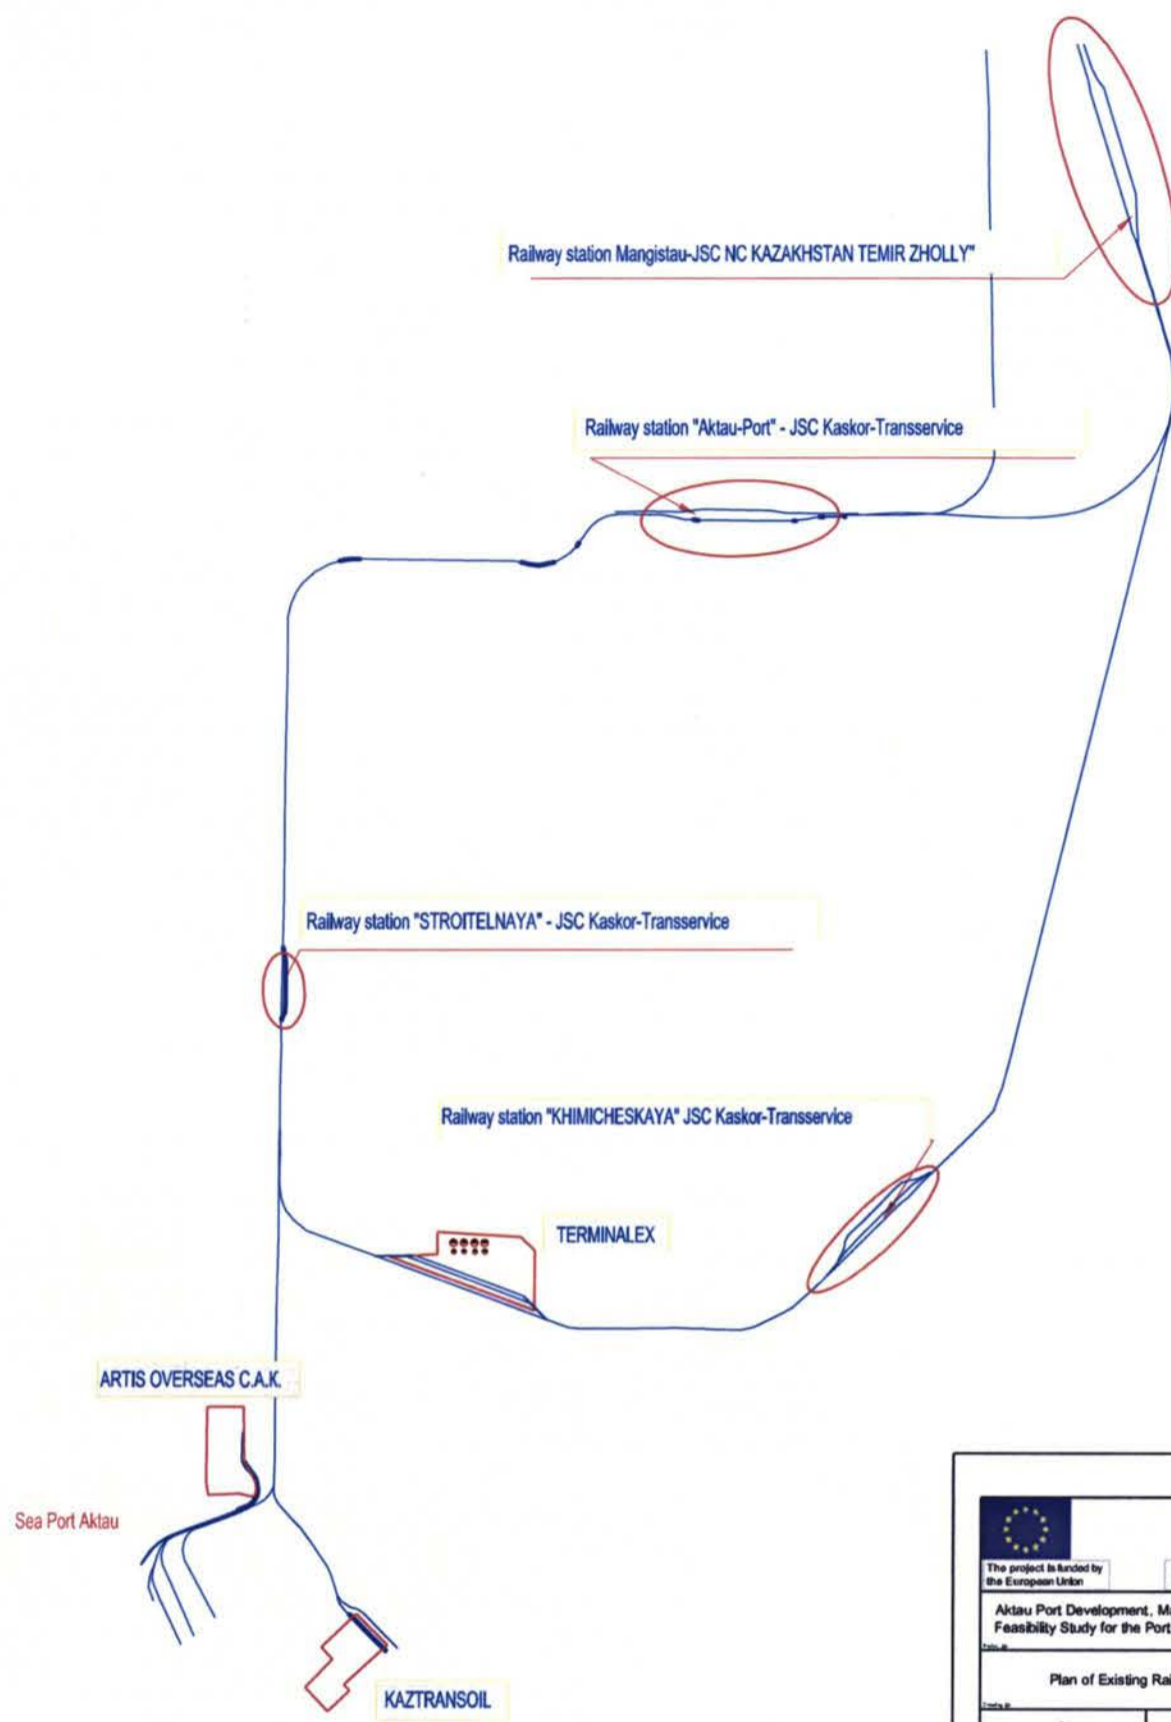 Railway station Mangistau-JSC NC KAZAKHSTAN TEMIR ZHOLLY"
Railway station "Aktau-Port" - JSC Kaskor-Transservice
Railway station "STROITELNAYA" - JSC Kaskor-Transservice
Railway station "KHIMICHESKAYA" JSC Kaskor-Transservice
TERMINALEX
ARTIS OVERSEAS C.A.K.
Sea Port Aktau
KAZTRANSOIL
The project is funded by
the European Union
Aktau Port Development, M
Feasibility Study for the Port
Plan of Existing Rai